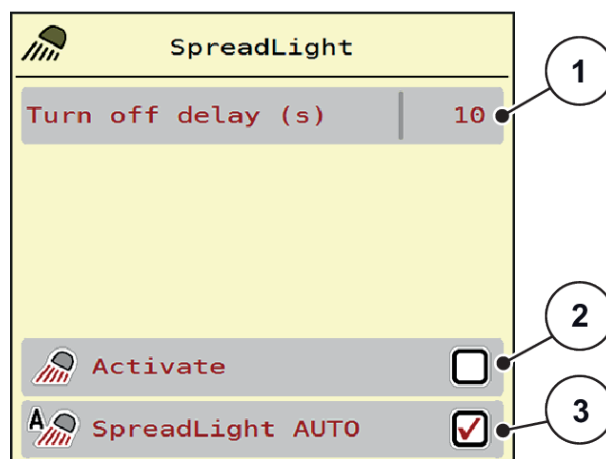 SpreadLight
Turn off delay (s) 10
1
Activate
2
A SpreadLight AUTO
3